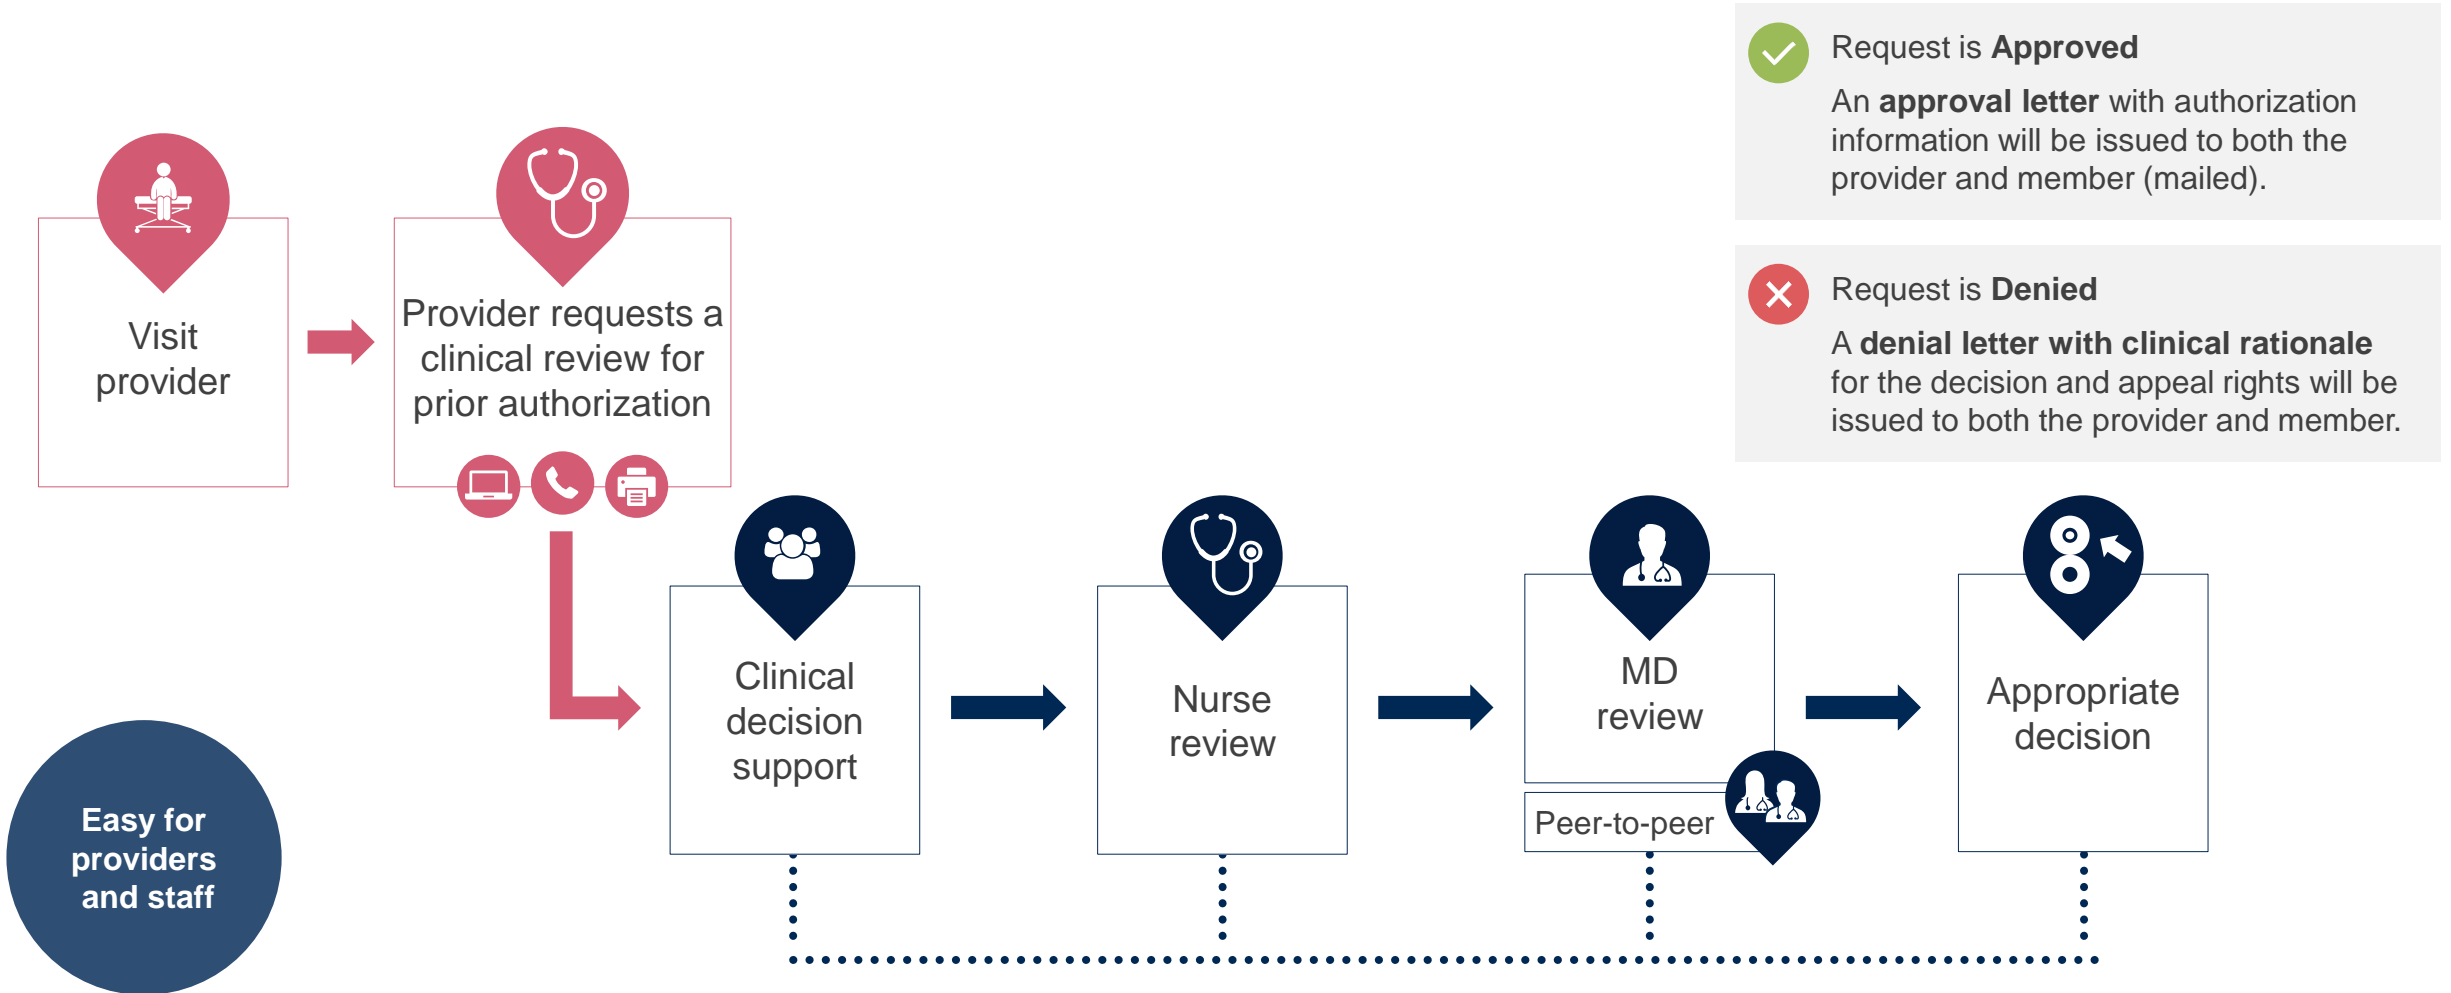 Request is Approved
An approval letter with authorization
information will be issued to both the
provider and member (mailed).
Request is Denied
A denial letter with clinical rationale
for the decision and appeal rights will be
issued to both the provider and member.
Visit
provider
Provider requests a
clinical review for
prior authorization
Clinical
decision
support
Nurse
review
MD
review
Peer-to-peer
Appropriate
decision
Easy for
providers
and staff